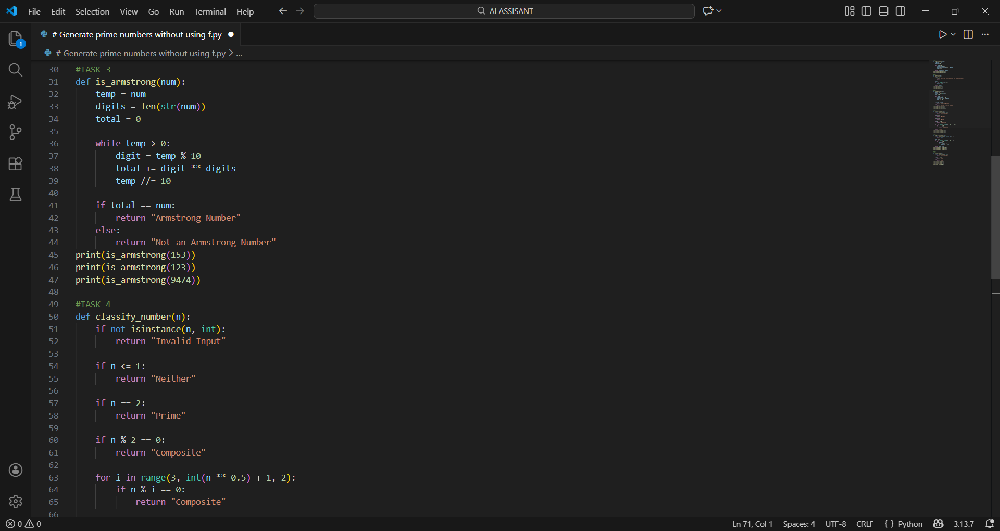 File Edit Selection View Go Run Terminal Help
AI ASSISANT
# Generate prime numbers without using f.py
1
# Generate prime numbers without using f.py > ...
30 #TASK-3
31 def is_armstrong(num):
32     temp = num
33     digits = len(str(num))
34     total = 0
35
36     while temp > 0:
37         digit = temp % 10
38         total += digit ** digits
39         temp //= 10
40
41     if total == num:
42         return "Armstrong Number"
43     else:
44         return "Not an Armstrong Number"
45 print(is_armstrong(153))
46 print(is_armstrong(123))
47 print(is_armstrong(9474))
48
49 #TASK-4
50 def classify_number(n):
51     if not isinstance(n, int):
52         return "Invalid Input"
53
54     if n <= 1:
55         return "Neither"
56
57     if n == 2:
58         return "Prime"
59
60     if n % 2 == 0:
61         return "Composite"
62
63     for i in range(3, int(n ** 0.5) + 1, 2):
64         if n % i == 0:
65             return "Composite"
66
0 0 Ln 71, Col 1 Spaces: 4 UTF-8 CRLF {} Python 3.13.7